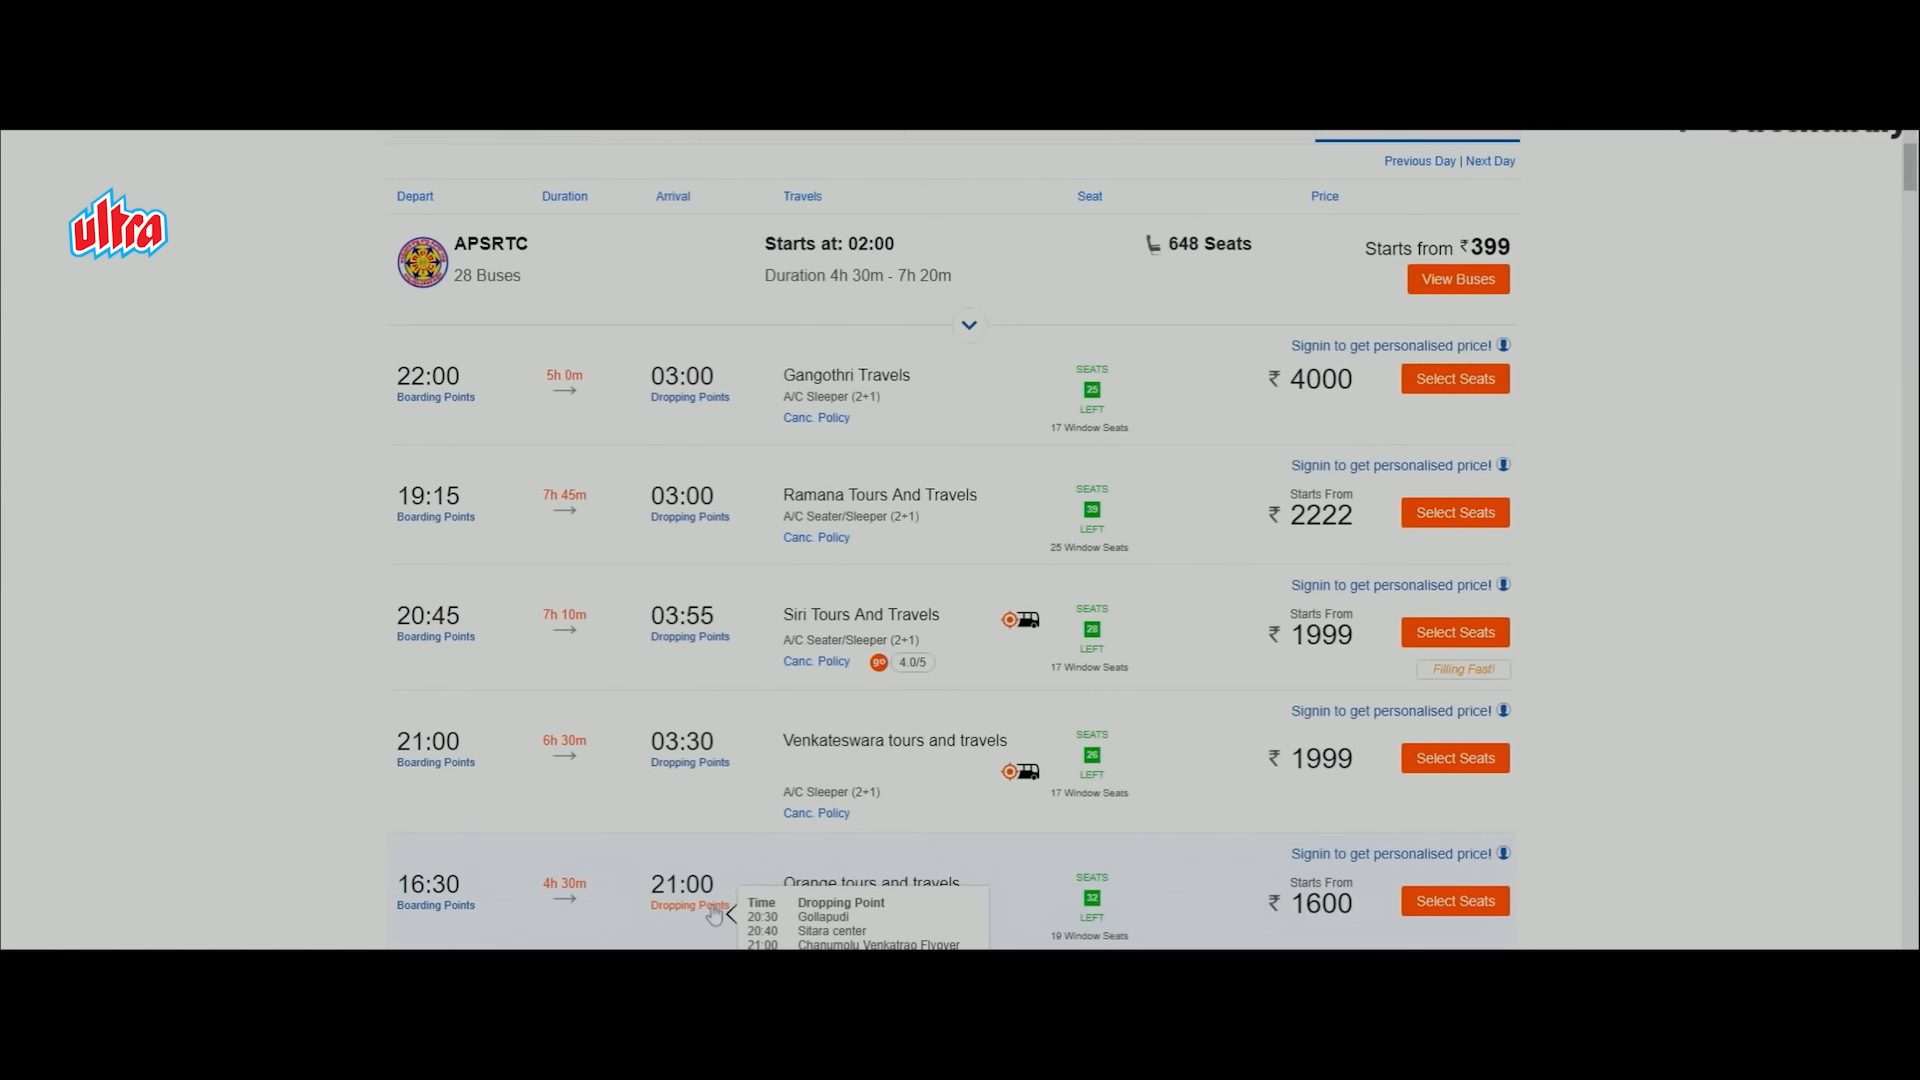 ultra
Previous Day | Next Day
Depart Duration Arrival Travels Seat Price
APSRTC Starts at: 02:00 648 Seats Starts from ₹399
28 Buses Duration 4h 30m - 7h 20m View Buses
Signin to get personalised price!
22:00 5h 0m 03:00 Gangothri Travels SEATS 25 LEFT ₹ 4000 Select Seats
Boarding Points Dropping Points A/C Sleeper (2+1)
Canc. Policy
17 Window Seats
Signin to get personalised price!
19:15 7h 45m 03:00 Ramana Tours And Travels SEATS 39 LEFT Starts From ₹ 2222 Select Seats
Boarding Points Dropping Points A/C Seater/Sleeper (2+1)
Canc. Policy
25 Window Seats
Signin to get personalised price!
20:45 7h 10m 03:55 Siri Tours And Travels SEATS 28 LEFT Starts From ₹ 1999 Select Seats
Boarding Points Dropping Points A/C Seater/Sleeper (2+1)
Canc. Policy go 4.0/5
17 Window Seats Filling Fast!
Signin to get personalised price!
21:00 6h 30m 03:30 Venkateswara tours and travels SEATS 26 LEFT ₹ 1999 Select Seats
Boarding Points Dropping Points
A/C Sleeper (2+1)
17 Window Seats
Canc. Policy
Signin to get personalised price!
16:30 4h 30m 21:00 Orange tours and travels SEATS 32 LEFT Starts From ₹ 1600 Select Seats
Boarding Points Dropping Points
Time Dropping Point
20:30 Gollapudi
20:40 Sitara center
21:00 Chanumolu Venkatrao Flyover
19 Window Seats